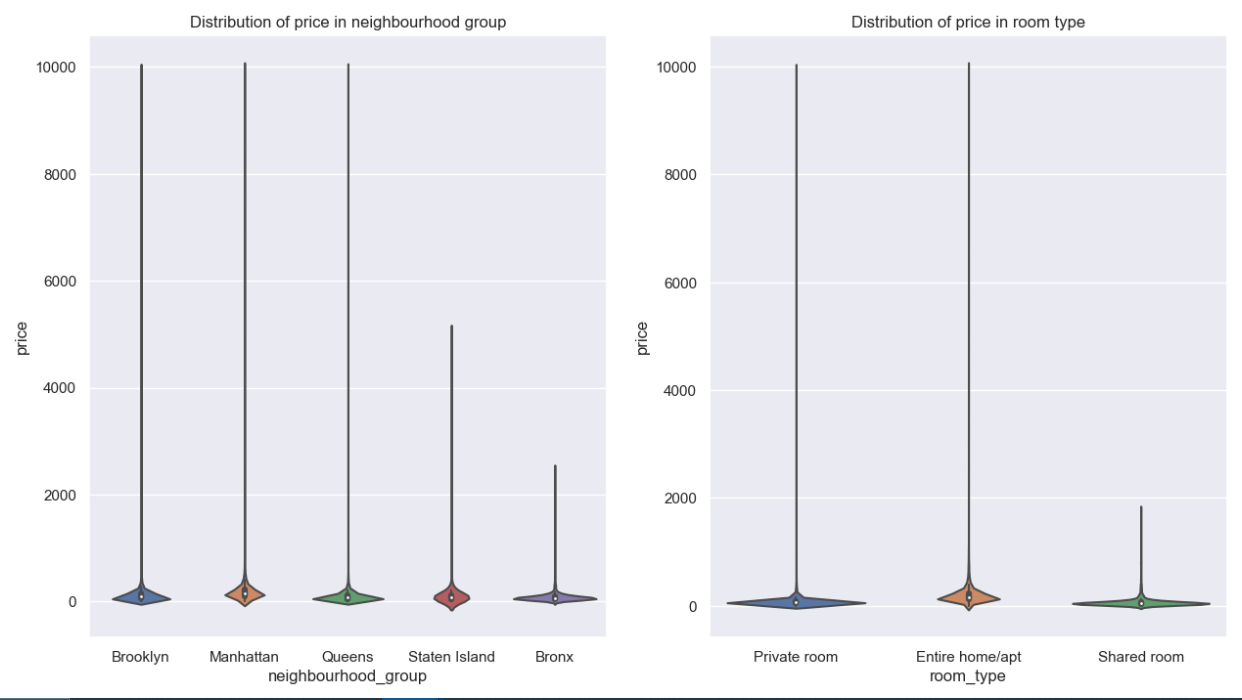 Distribution of price in neighbourhood group
10000
8000
6000
4000
2000
0
price
Brooklyn Manhattan Queens Staten Island Bronx
neighbourhood_group
Distribution of price in room type
10000
8000
6000
4000
2000
0
price
Private room Entire home/apt Shared room
room_type